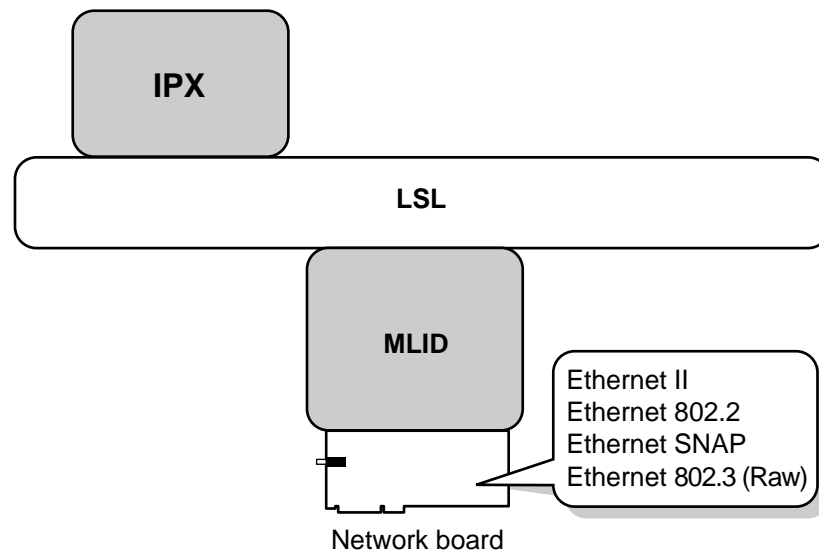 IPX
LSL
MLID
Ethernet II
Ethernet 802.2
Ethernet SNAP
Ethernet 802.3 (Raw)
Network board